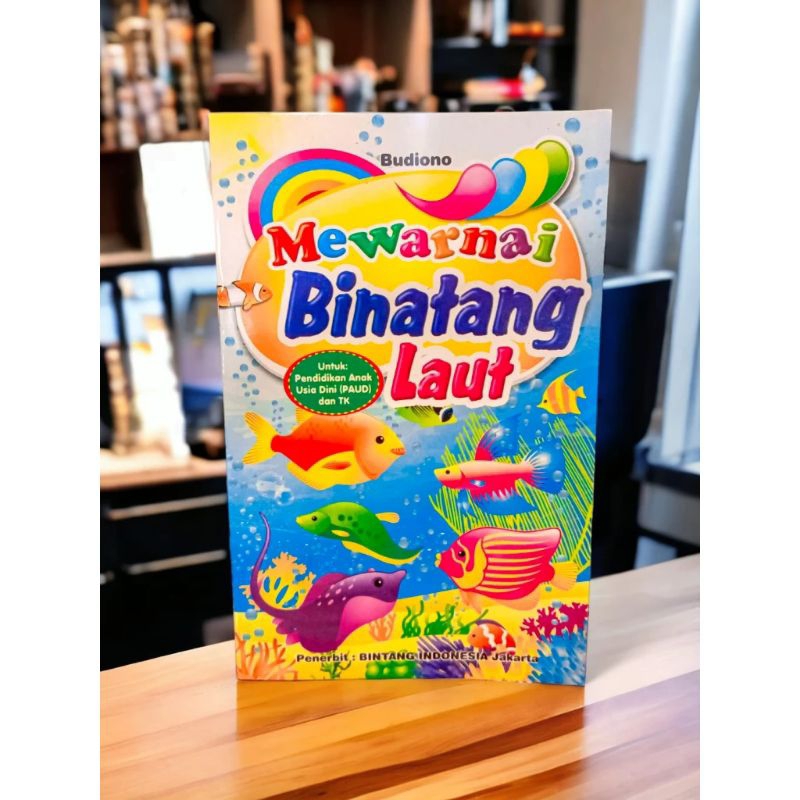 Budiono
Mewarnai
Binatang
Laut
Untuk:
Pendidikan Anak
Usia Dini (PAUD)
dan TK
Penerbit : BINTANG INDONESIA Jakarta